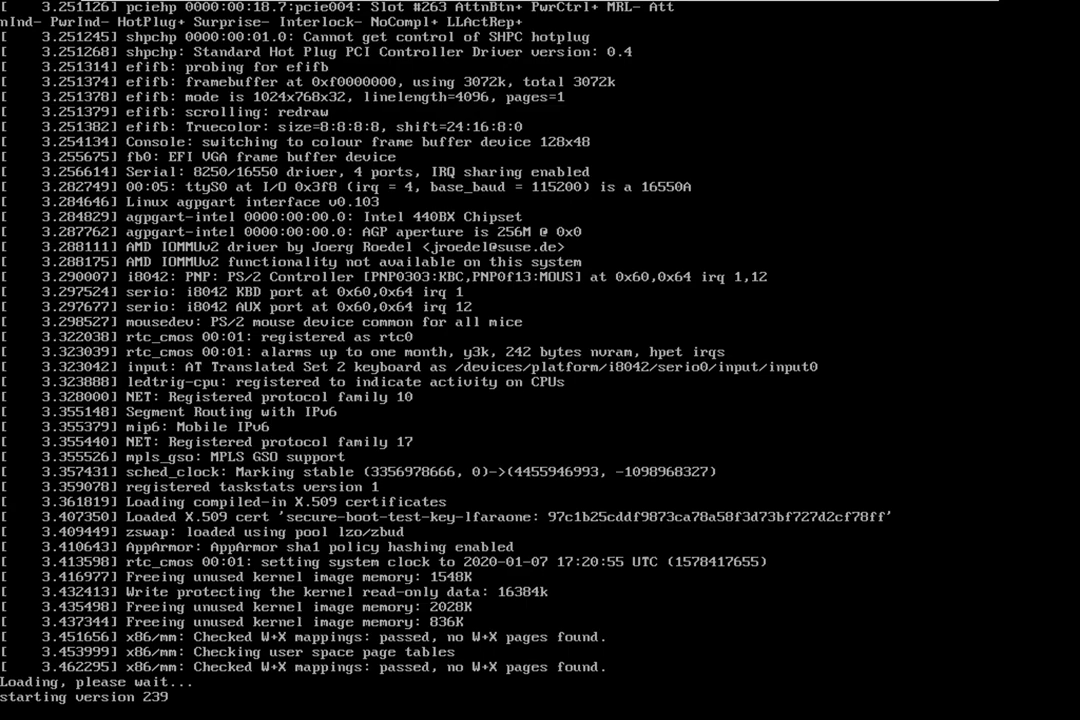 [    3.251126] pciehp 0000:00:18.7:pcie004: Slot #263 AttnBtn+ PwrCtrl+ MRL- Att
nInd- PwrInd- HotPlug+ Surprise- Interlock- NoCompl+ LLActRep+
[    3.251245] shpchp 0000:00:01.0: Cannot get control of SHPC hotplug
[    3.251268] shpchp: Standard Hot Plug PCI Controller Driver version: 0.4
[    3.251314] efifb: probing for efifb
[    3.251374] efifb: framebuffer at 0xf0000000, using 3072k, total 3072k
[    3.251378] efifb: mode is 1024x768x32, linelength=4096, pages=1
[    3.251379] efifb: scrolling: redraw
[    3.251382] efifb: Truecolor: size=8:8:8:8, shift=24:16:8:0
[    3.254134] Console: switching to colour frame buffer device 128x48
[    3.255675] fb0: EFI VGA frame buffer device
[    3.256614] Serial: 8250/16550 driver, 4 ports, IRQ sharing enabled
[    3.282749] 00:05: ttyS0 at I/O 0x3f8 (irq = 4, base_baud = 115200) is a 16550A
[    3.284646] Linux agpgart interface v0.103
[    3.284829] agpgart-intel 0000:00:00.0: Intel 440BX Chipset
[    3.287762] agpgart-intel 0000:00:00.0: AGP aperture is 256M @ 0x0
[    3.288111] AMD IOMMUv2 driver by Joerg Roedel <jroedel@suse.de>
[    3.288175] AMD IOMMUv2 functionality not available on this system
[    3.290007] i8042: PNP: PS/2 Controller [PNP0303:KBC,PNP0f13:MOUS] at 0x60,0x64 irq 1,12
[    3.297524] serio: i8042 KBD port at 0x60,0x64 irq 1
[    3.297677] serio: i8042 AUX port at 0x60,0x64 irq 12
[    3.298527] mousedev: PS/2 mouse device common for all mice
[    3.322038] rtc_cmos 00:01: registered as rtc0
[    3.323039] rtc_cmos 00:01: alarms up to one month, y3k, 242 bytes nvram, hpet irqs
[    3.323042] input: AT Translated Set 2 keyboard as /devices/platform/i8042/serio0/input/input0
[    3.323888] ledtrig-cpu: registered to indicate activity on CPUs
[    3.328000] NET: Registered protocol family 10
[    3.355148] Segment Routing with IPv6
[    3.355379] mip6: Mobile IPv6
[    3.355440] NET: Registered protocol family 17
[    3.355526] mpls_gso: MPLS GSO support
[    3.357431] sched_clock: Marking stable (3356978666, 0)->(4455946993, -1098968327)
[    3.359078] registered taskstats version 1
[    3.361819] Loading compiled-in X.509 certificates
[    3.407350] Loaded X.509 cert 'secure-boot-test-key-lfaraone: 97c1b25cddf9873ca78a58f3d73bf727d2cf78ff'
[    3.409449] zswap: loaded using pool lzo/zbud
[    3.410643] AppArmor: AppArmor sha1 policy hashing enabled
[    3.413598] rtc_cmos 00:01: setting system clock to 2020-01-07 17:20:55 UTC (1578417655)
[    3.416977] Freeing unused kernel image memory: 1548K
[    3.432413] Write protecting the kernel read-only data: 16384k
[    3.435498] Freeing unused kernel image memory: 2028K
[    3.437344] Freeing unused kernel image memory: 836K
[    3.451656] x86/mm: Checked W+X mappings: passed, no W+X pages found.
[    3.453999] x86/mm: Checking user space page tables
[    3.462295] x86/mm: Checked W+X mappings: passed, no W+X pages found.
Loading, please wait...
starting version 239